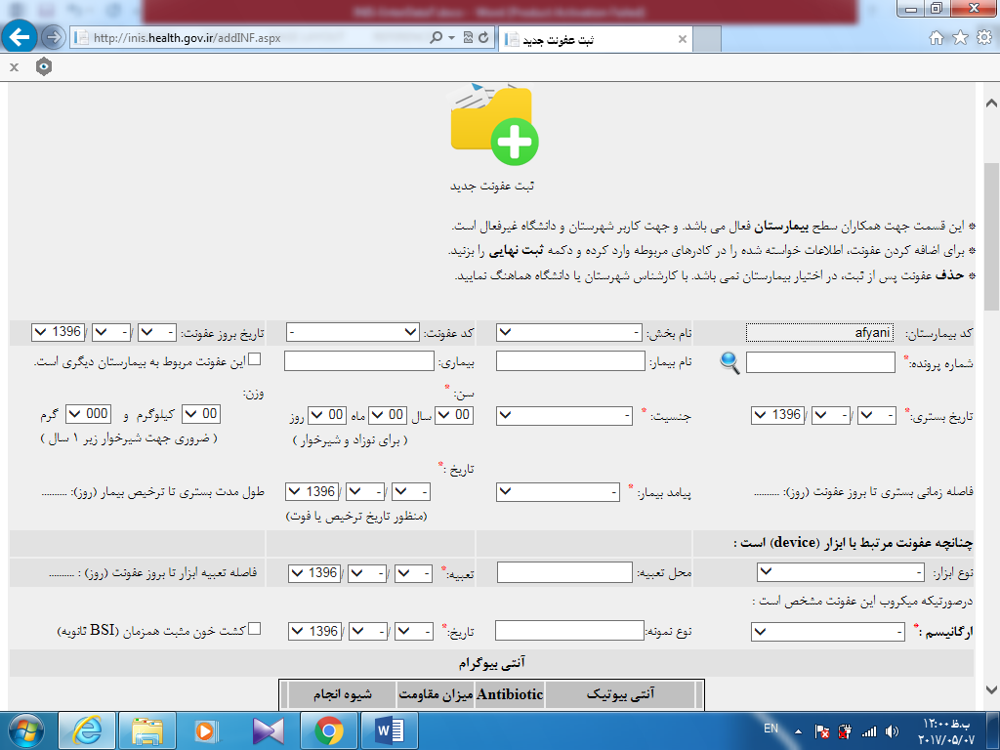 INIS-ErrorData7.docx - Word (Product Activation Failed)
http://inis.health.gov.ir/addINF.aspx
ثبت عفونت جدید
x
ثبت عفونت جدید
* این قسمت جهت همکاران سطح بیمارستان فعال می باشد. و جهت کاربر شهرستان و دانشگاه غیرفعال است.
* برای اضافه کردن عفونت، اطلاعات خواسته شده را در کادرهای مربوطه وارد کرده و دکمه ثبت نهایی را بزنید.
* حذف عفونت پس از ثبت، در اختیار بیمارستان نمی باشد. با کارشناس شهرستان یا دانشگاه هماهنگ نمایید.
کد بیمارستان: afyani نام بخش: - کد عفونت: - تاریخ بروز عفونت: - / - / 1396
شماره پرونده:* نام بیمار: بیماری: این عفونت مربوط به بیمارستان دیگری است.
سن: * وزن:
تاریخ بستری:* - / - / 1396 جنسیت: * - 00 سال 00 ماه 00 روز 00 کیلوگرم و 000 گرم
( برای نوزاد و شیرخوار ) ( ضروری جهت شیرخوار زیر ۱ سال )
تاریخ :*
فاصله زمانی بستری تا بروز عفونت (روز): .......... پیامد بیمار: * - - / - / 1396 طول مدت بستری تا ترخیص بیمار (روز): ..........
(منظور تاریخ ترخیص یا فوت)
چنانچه عفونت مرتبط با ابزار (device) است :
نوع ابزار: - محل تعبیه: تعبیه:* - / - / 1396 فاصله تعبیه ابزار تا بروز عفونت (روز) : ..........
درصورتیکه میکروب این عفونت مشخص است :
ارگانیسم :* - نوع نمونه: تاریخ:* - / - / 1396 کشت خون مثبت همزمان (BSI ثانویه)
آنتی بیوگرام
آنتی بیوتیک Antibiotic میزان مقاومت شیوه انجام
EN
۱۲:۰۰ ب.ظ
۲۰۱۷/۰۵/۰۷